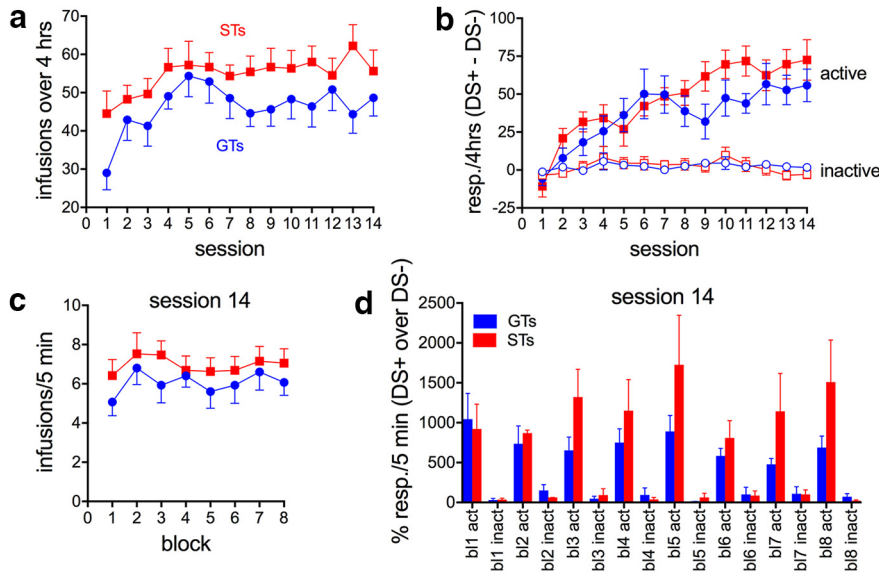 a
infusions over 4 hrs
70
60
50
40
30
20
STs
GTs
0 1 2 3 4 5 6 7 8 9 10 11 12 13 14
session
b
resp./4hrs (DS+ - DS-)
100
75
50
25
0
-25
active
inactive
0 1 2 3 4 5 6 7 8 9 10 11 12 13 14
session
c
session 14
infusions/5 min
10
8
6
4
2
0
0 1 2 3 4 5 6 7 8
block
d
session 14
% resp./5 min (DS+ over DS-)
2500
2000
1500
1000
500
0
GTs
STs
bl1 act
bl1 inact
bl2 act
bl2 inact
bl3 act
bl3 inact
bl4 act
bl4 inact
bl5 act
bl5 inact
bl6 act
bl6 inact
bl7 act
bl7 inact
bl8 act
bl8 inact